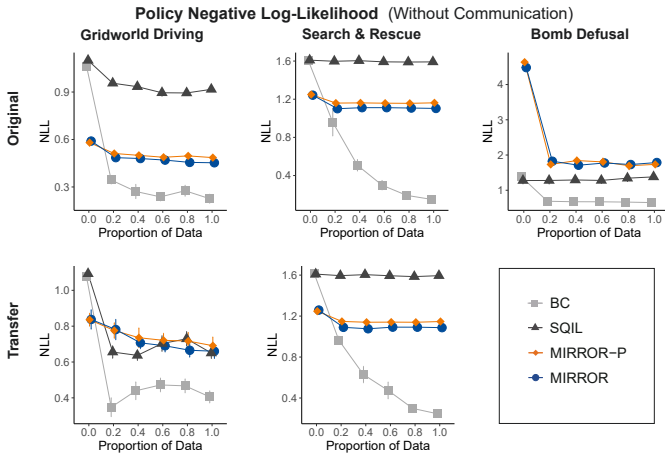 Policy Negative Log-Likelihood (Without Communication)
Gridworld Driving
Search & Rescue
Bomb Defusal
Original
NLL
0.9
0.6
0.3
0.0 0.2 0.4 0.6 0.8 1.0
Proportion of Data
NLL
1.6
1.2
0.8
0.4
0.0 0.2 0.4 0.6 0.8 1.0
Proportion of Data
NLL
4
3
2
1
0.0 0.2 0.4 0.6 0.8 1.0
Proportion of Data
Transfer
NLL
1.0
0.8
0.6
0.4
0.0 0.2 0.4 0.6 0.8 1.0
Proportion of Data
NLL
1.6
1.2
0.8
0.4
0.0 0.2 0.4 0.6 0.8 1.0
Proportion of Data
BC
SQIL
MIRROR−P
MIRROR